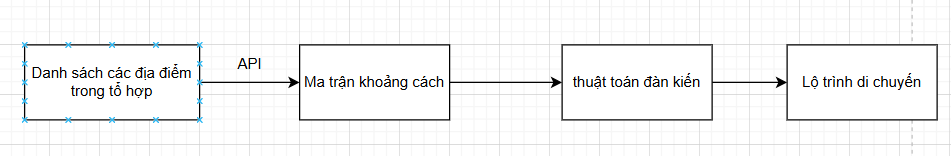 Danh sách các địa điểm
trong tổ hợp
API
Ma trận khoảng cách
thuật toán đàn kiến
Lộ trình di chuyển